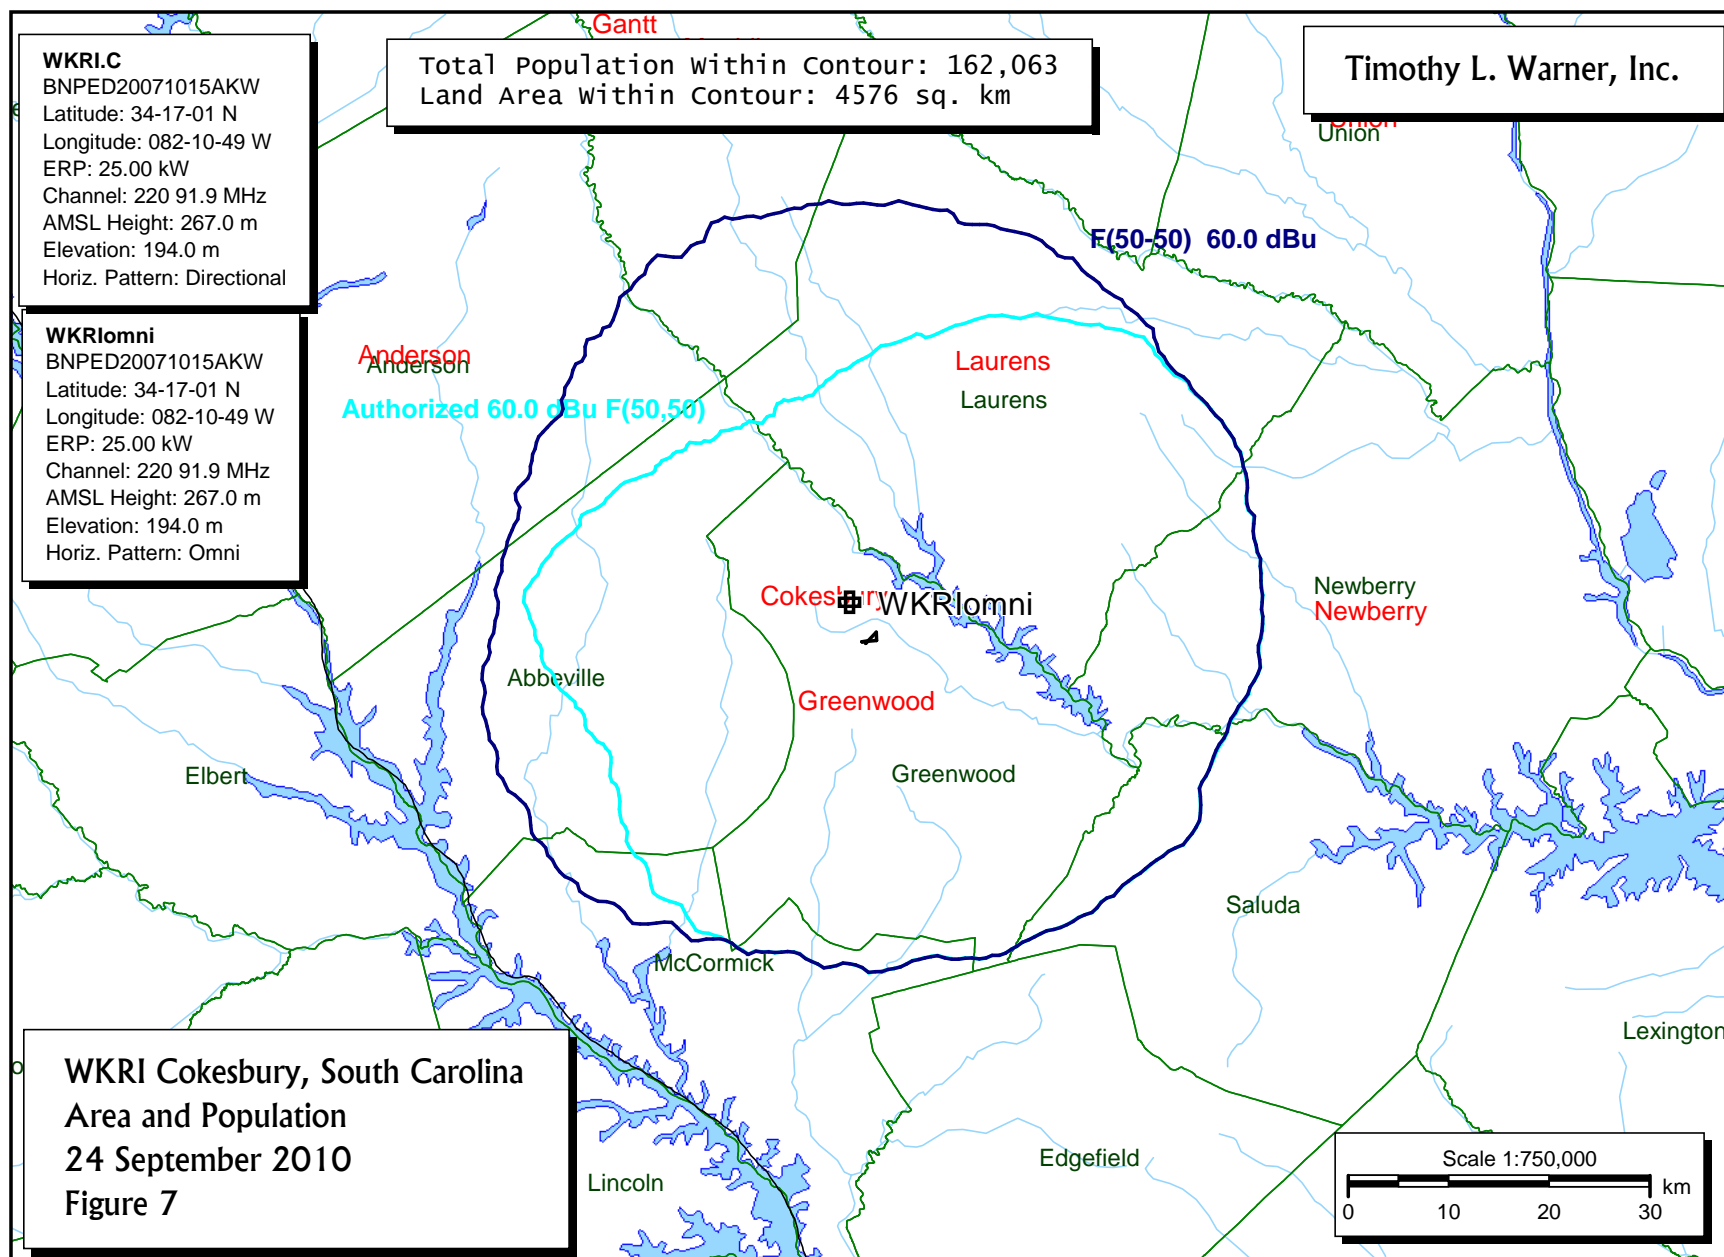 Gantt
WKRI.C
BNPED20071015AKW
Latitude: 34-17-01 N
Longitude: 082-10-49 W
ERP: 25.00 kW
Channel: 220 91.9 MHz
AMSL Height: 267.0 m
Elevation: 194.0 m
Horiz. Pattern: Directional
Total Population Within Contour: 162,063
Land Area Within Contour: 4576 sq. km
Timothy L. Warner, Inc.
Union
Union
F(50-50) 60.0 dBu
WKRIomni
BNPED20071015AKW
Latitude: 34-17-01 N
Longitude: 082-10-49 W
ERP: 25.00 kW
Channel: 220 91.9 MHz
AMSL Height: 267.0 m
Elevation: 194.0 m
Horiz. Pattern: Omni
Anderson
Anderson
Laurens
Laurens
Authorized 60.0 dBu F(50,50)
Cokesbury
WKRIomni
Newberry
Newberry
Abbeville
Greenwood
Elbert
Greenwood
Saluda
McCormick
Lexington
WKRI Cokesbury, South Carolina
Area and Population
24 September 2010
Figure 7
Edgefield
Lincoln
Scale 1:750,000
km
0 10 20 30